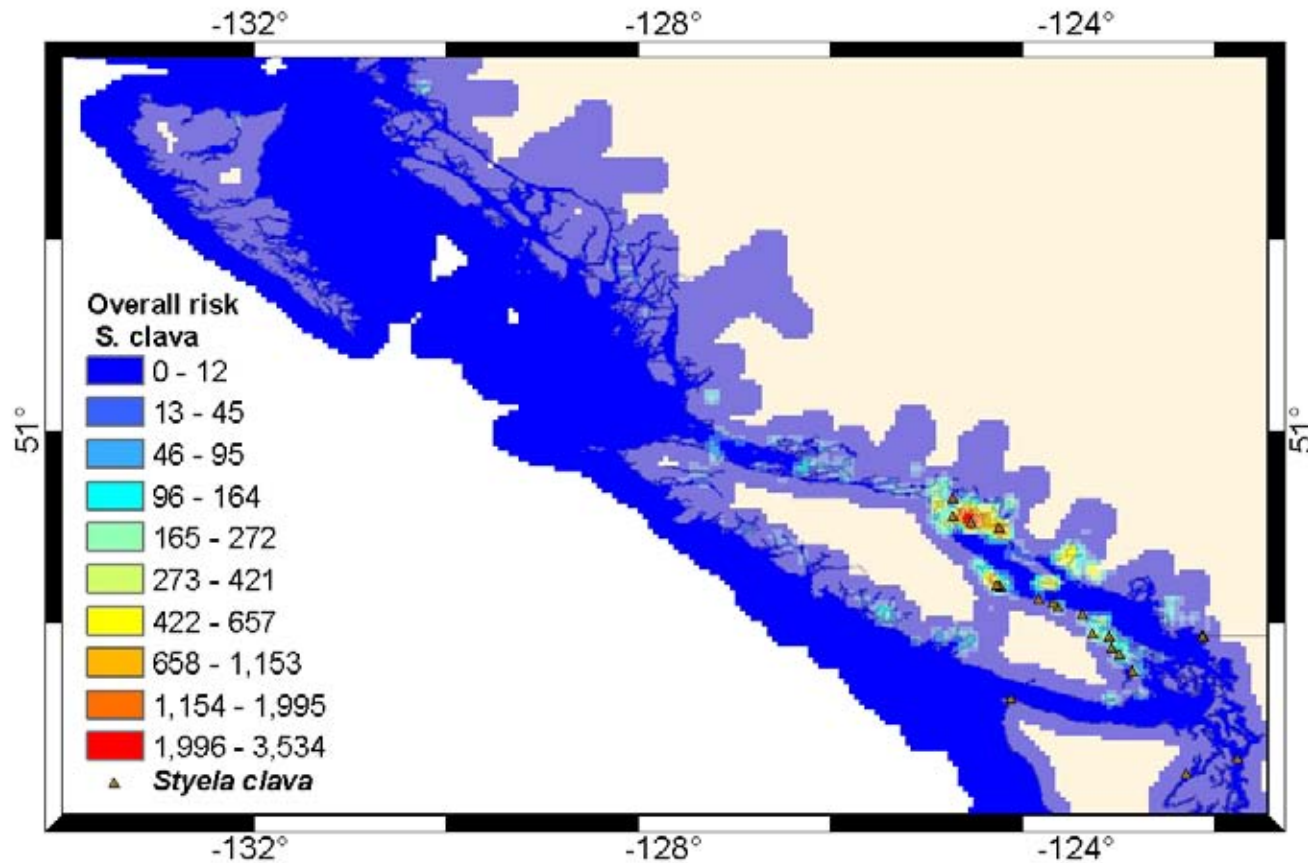 -132° -128° -124°
Overall risk
S. clava
0 - 12
13 - 45
51° 51°
46 - 95
96 - 164
165 - 272
273 - 421
422 - 657
658 - 1,153
1,154 - 1,995
1,996 - 3,534
Styela clava
-132° -128° -124°